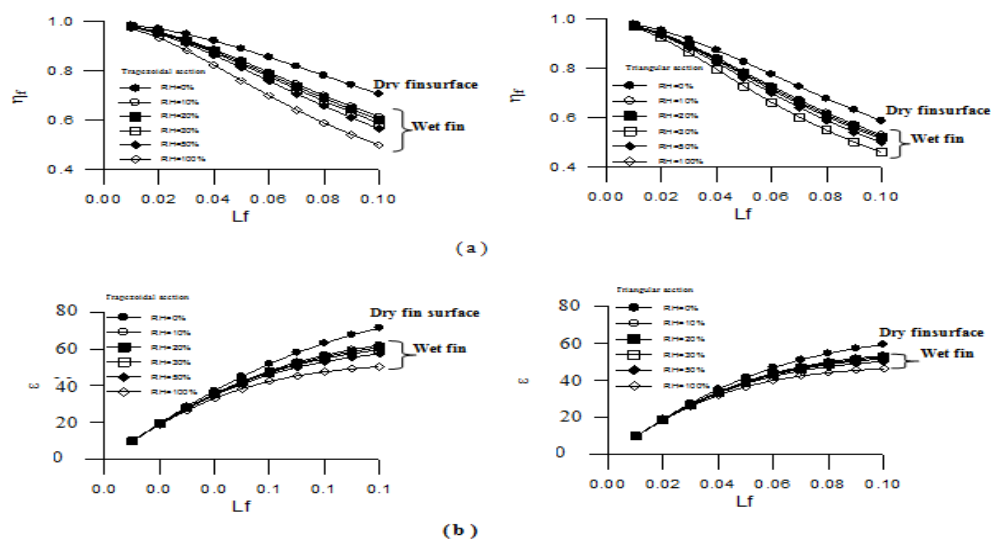 1.0
0.8
0.6
0.4
ηf
Trapezoidal section
RH=0%
RH=10%
RH=20%
RH=30%
RH=50%
RH=100%
Dry finsurface
Wet fin
0.00 0.02 0.04 0.06 0.08 0.10
Lf
1.0
0.8
0.6
0.4
ηf
Triangular section
RH=0%
RH=10%
RH=20%
RH=30%
RH=50%
RH=100%
Dry finsurface
Wet fin
0.00 0.02 0.04 0.06 0.08 0.10
Lf
(a)
80
60
40
20
0
ε
Trapezoidal section
RH=0%
RH=10%
RH=20%
RH=30%
RH=50%
RH=100%
Dry fin surface
Wet fin
0.0 0.0 0.0 0.1 0.1 0.1
Lf
80
60
40
20
0
ε
Triangular section
RH=0%
RH=10%
RH=20%
RH=30%
RH=50%
RH=100%
Dry finsurface
Wet fin
0.00 0.02 0.04 0.06 0.08 0.10
Lf
(b)